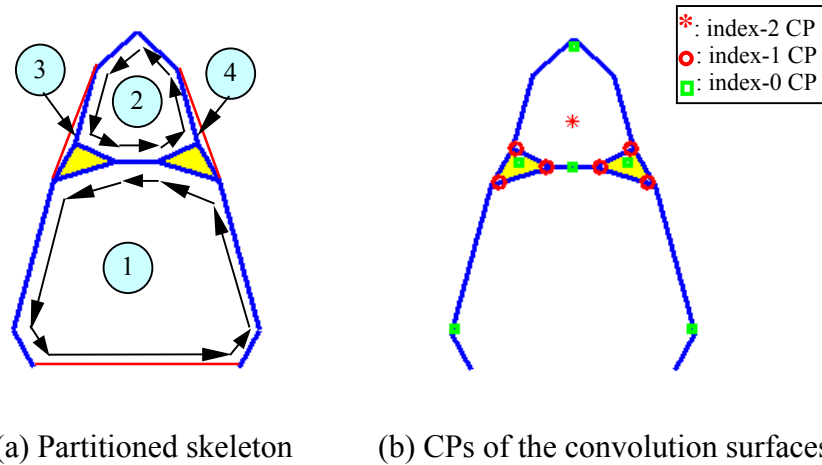 *: index-2 CP
: index-1 CP
: index-0 CP
3
4
2
1
(a) Partitioned skeleton
(b) CPs of the convolution surfaces